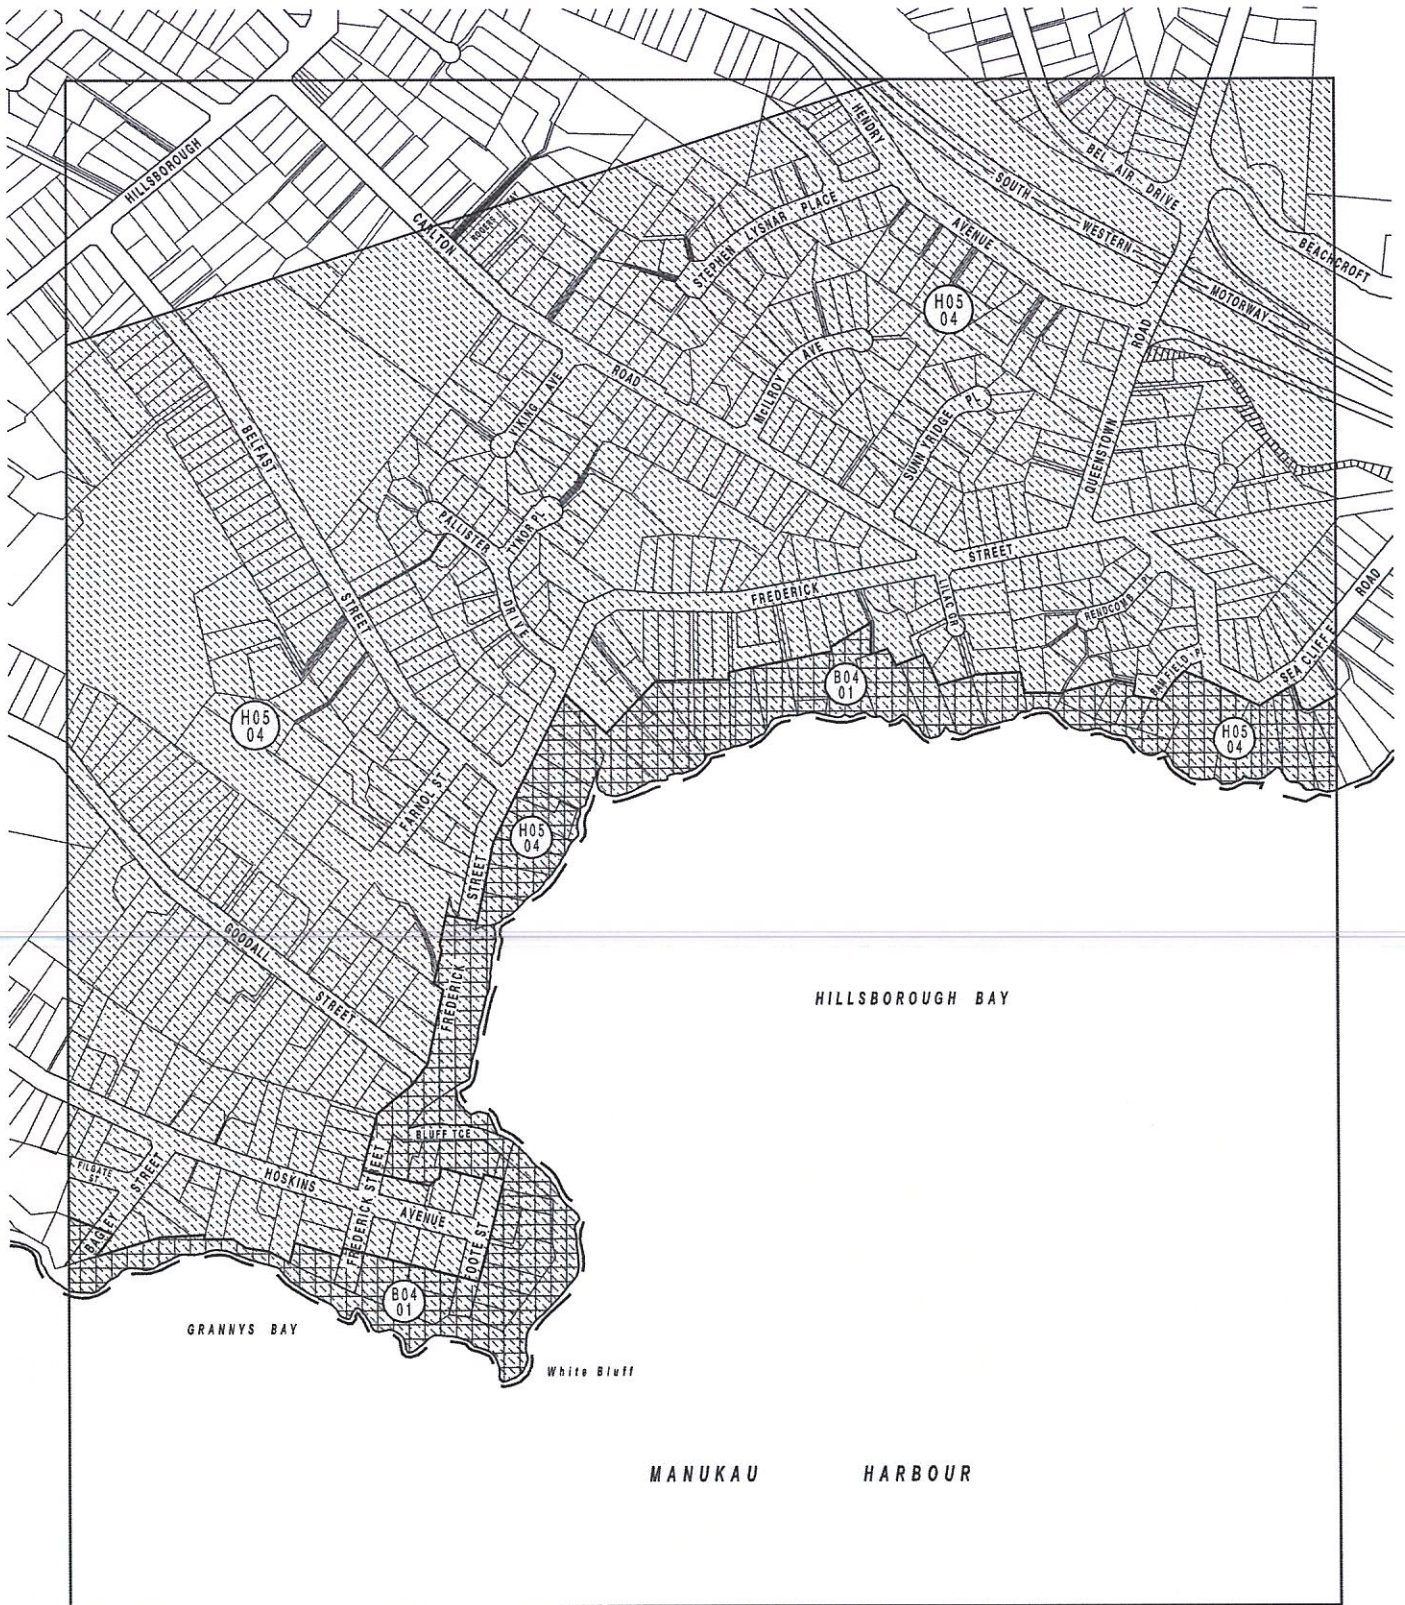 HENDRY
HILLSBOROUGH
BEL AIR DRIVE
SOUTH WESTERN MOTORWAY
CARLTON
ROGERS
STEPHEN LYSNAR PLACE
AVENUE
BEACHCROFT
H05
04
ROAD
McILROY AVE
ROAD
VIKING AVE
SUNNYRIDGE PL
BELFAST
QUEENSTOWN
PALLISTER
TYNOR PL
STREET
FREDERICK
STREET
DRIVE
LILAC GR
RENDCOMB PL
ROAD
BANFIELD PL
SEA CLIFFE
B04
01
H05
04
H05
04
FARNOL ST
H05
04
STREET
GOODALL
STREET
FREDERICK
HILLSBOROUGH BAY
BLUFF TCE
FILGATE
ST
BAGLEY STREET
HOSKINS
AVENUE
FREDERICK STREET
FOOTE ST
B04
01
GRANNYS BAY
White Bluff
MANUKAU HARBOUR